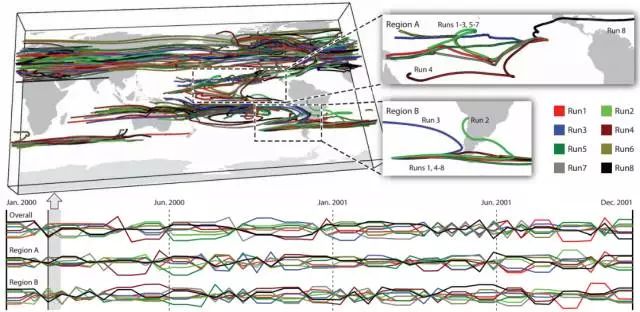 Region A
Runs 1-3, 5-7
Run 8
Run 4
Region B
Run 3
Run 2
Runs 1, 4-8
Run1
Run2
Run3
Run4
Run5
Run6
Run7
Run8
Jan. 2000
Jun. 2000
Jan. 2001
Jun. 2001
Dec. 2001
Overall
Region A
Region B